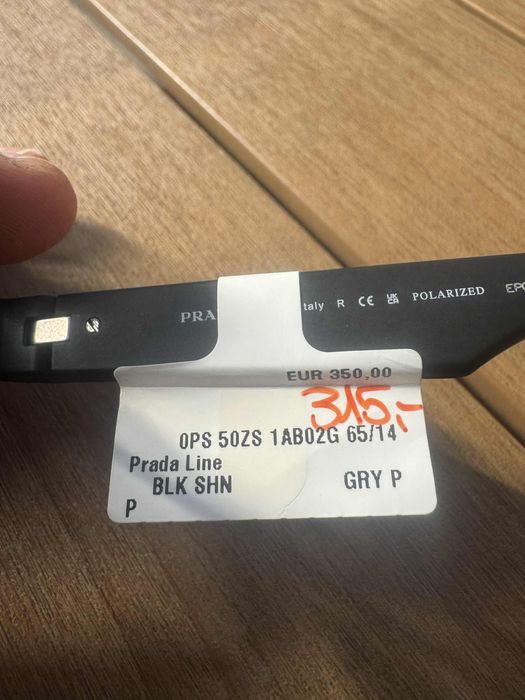 PRA
taly R CE UK CA POLARIZED EPO
EUR 350,00
315,-
0PS 50ZS 1AB02G 65/14
Prada Line
BLK SHN GRY P
P